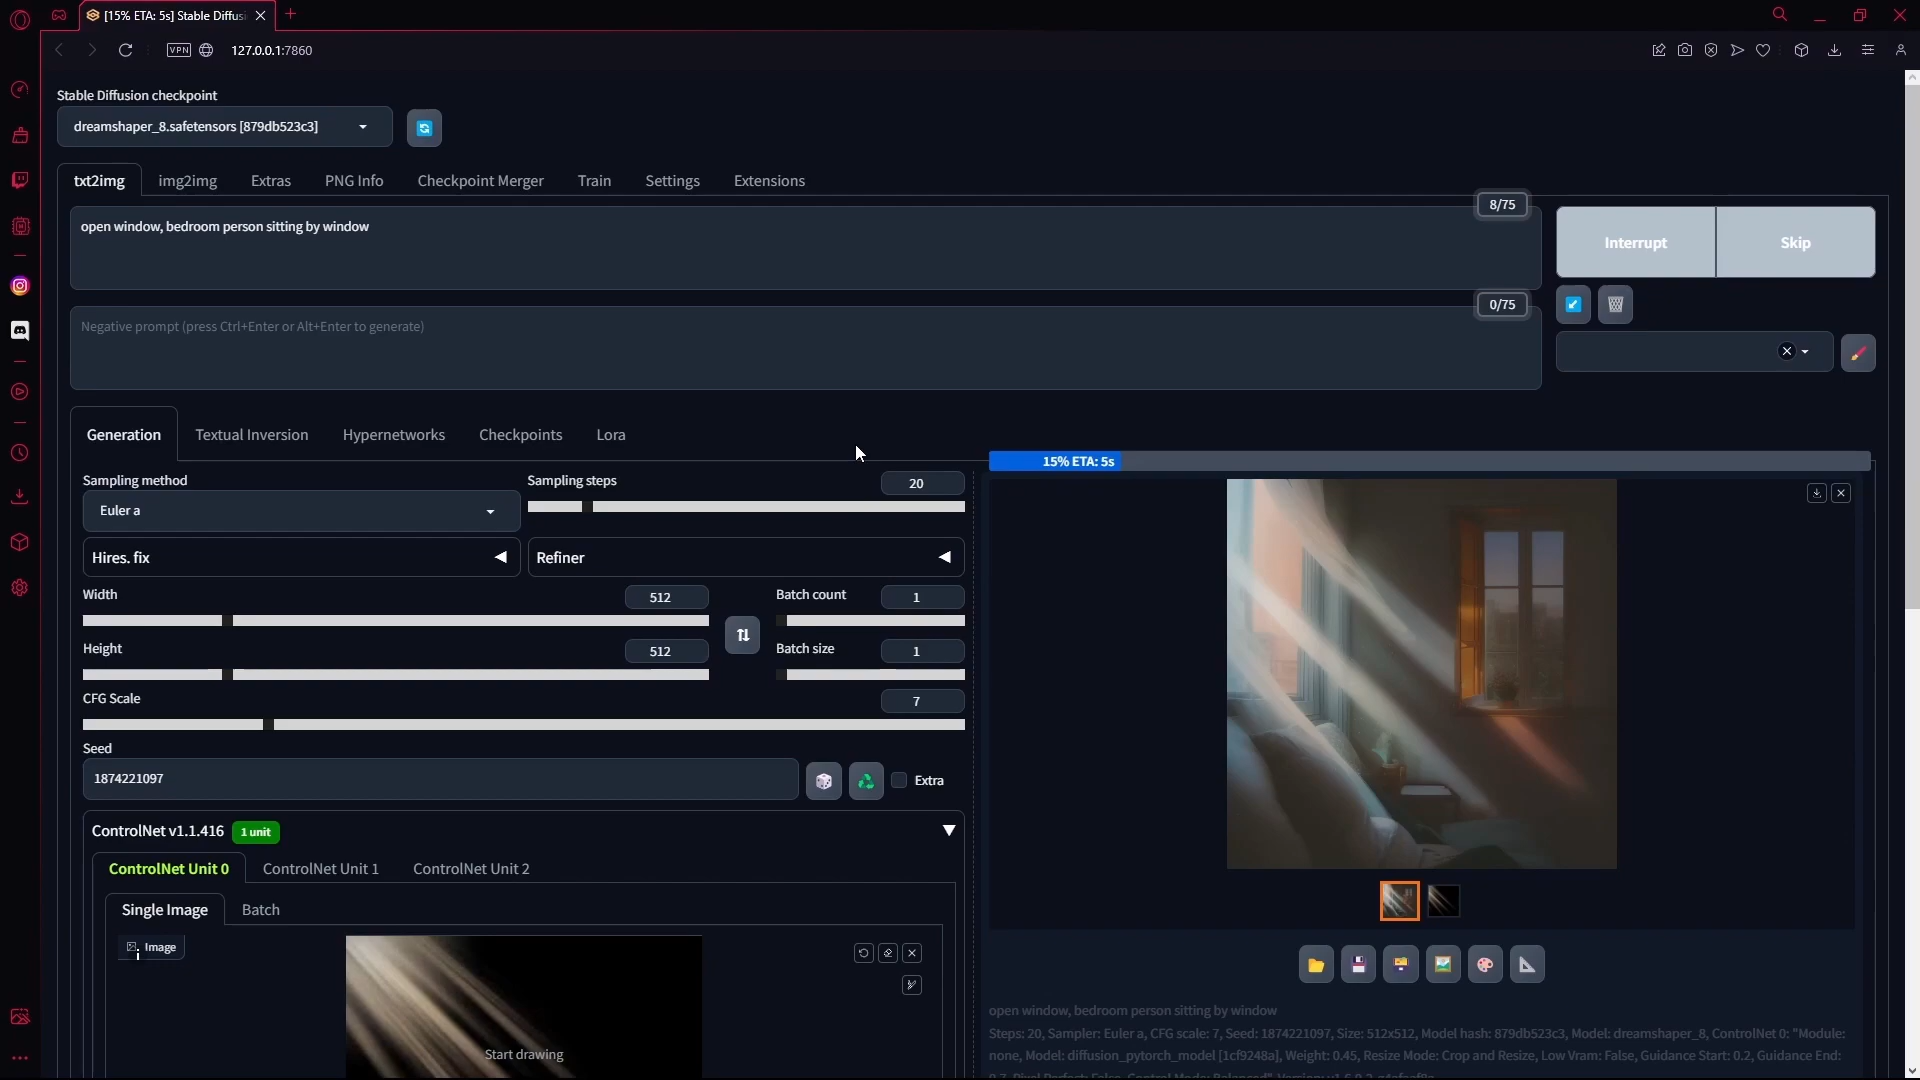 [15% ETA: 5s] Stable Diffusi
VPN
127.0.0.1:7860
Stable Diffusion checkpoint
dreamshaper_8.safetensors [879db523c3]
txt2img
img2img
Extras
PNG Info
Checkpoint Merger
Train
Settings
Extensions
8/75
open window, bedroom person sitting by window
Interrupt
Skip
0/75
Negative prompt (press Ctrl+Enter or Alt+Enter to generate)
Generation
Textual Inversion
Hypernetworks
Checkpoints
Lora
15% ETA: 5s
Sampling method
Euler a
Sampling steps
20
Hires. fix
Refiner
Width
512
Batch count
1
Height
512
Batch size
1
CFG Scale
7
Seed
1874221097
Extra
ControlNet v1.1.416
1 unit
ControlNet Unit 0
ControlNet Unit 1
ControlNet Unit 2
Single Image
Batch
Image
Start drawing
open window, bedroom person sitting by window
Steps: 20, Sampler: Euler a, CFG scale: 7, Seed: 1874221097, Size: 512x512, Model hash: 879db523c3, Model: dreamshaper_8, ControlNet 0: "Module:
none, Model: diffusion_pytorch_model [1cf9248a], Weight: 0.45, Resize Mode: Crop and Resize, Low Vram: False, Guidance Start: 0.2, Guidance End: